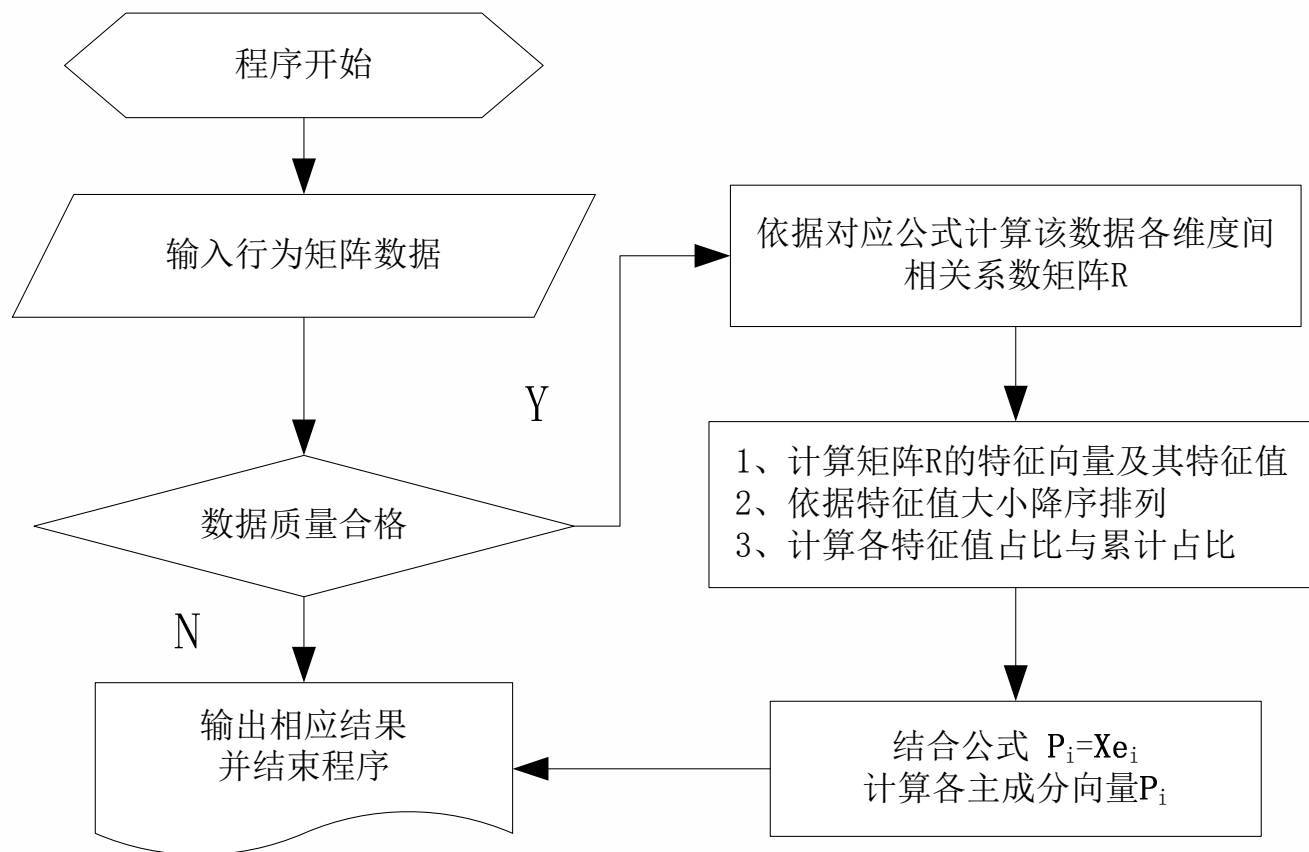 程序开始
输入行为矩阵数据
数据质量合格
Y
N
依据对应公式计算该数据各维度间
相关系数矩阵R
1、计算矩阵R的特征向量及其特征值
2、依据特征值大小降序排列
3、计算各特征值占比与累计占比
结合公式 Pᵢ=Xeᵢ
计算各主成分向量Pᵢ
输出相应结果
并结束程序